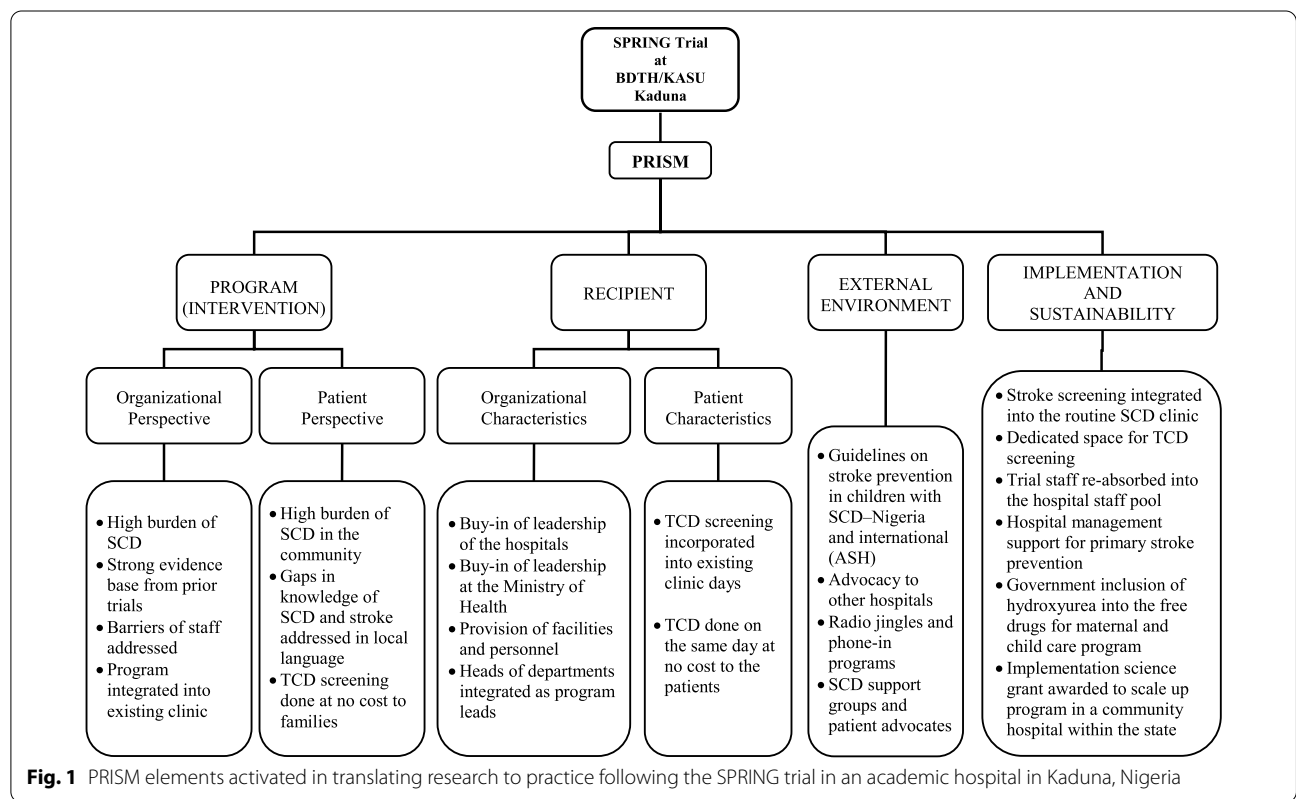 SPRING Trial
at
BDTH/KASU
Kaduna
PRISM
PROGRAM
(INTERVENTION)
RECIPIENT
EXTERNAL
ENVIRONMENT
IMPLEMENTATION
AND
SUSTAINABILITY
Organizational
Perspective
Patient
Perspective
Organizational
Characteristics
Patient
Characteristics
• High burden of
SCD
• Strong evidence
base from prior
trials
• Barriers of staff
addressed
• Program
integrated into
existing clinic
• High burden of
SCD in the
community
• Gaps in
knowledge of
SCD and stroke
addressed in local
language
• TCD screening
done at no cost to
families
• Buy-in of leadership
of the hospitals
• Buy-in of leadership
at the Ministry of
Health
• Provision of facilities
and personnel
• Heads of departments
integrated as program
leads
• TCD screening
incorporated
into existing
clinic days
• TCD done on
the same day at
no cost to the
patients
• Guidelines on
stroke prevention
in children with
SCD–Nigeria
and international
(ASH)
• Advocacy to
other hospitals
• Radio jingles and
phone-in
programs
• SCD support
groups and
patient advocates
• Stroke screening integrated
into the routine SCD clinic
• Dedicated space for TCD
screening
• Trial staff re-absorbed into
the hospital staff pool
• Hospital management
support for primary stroke
prevention
• Government inclusion of
hydroxyurea into the free
drugs for maternal and
child care program
• Implementation science
grant awarded to scale up
program in a community
hospital within the state
Fig. 1 PRISM elements activated in translating research to practice following the SPRING trial in an academic hospital in Kaduna, Nigeria